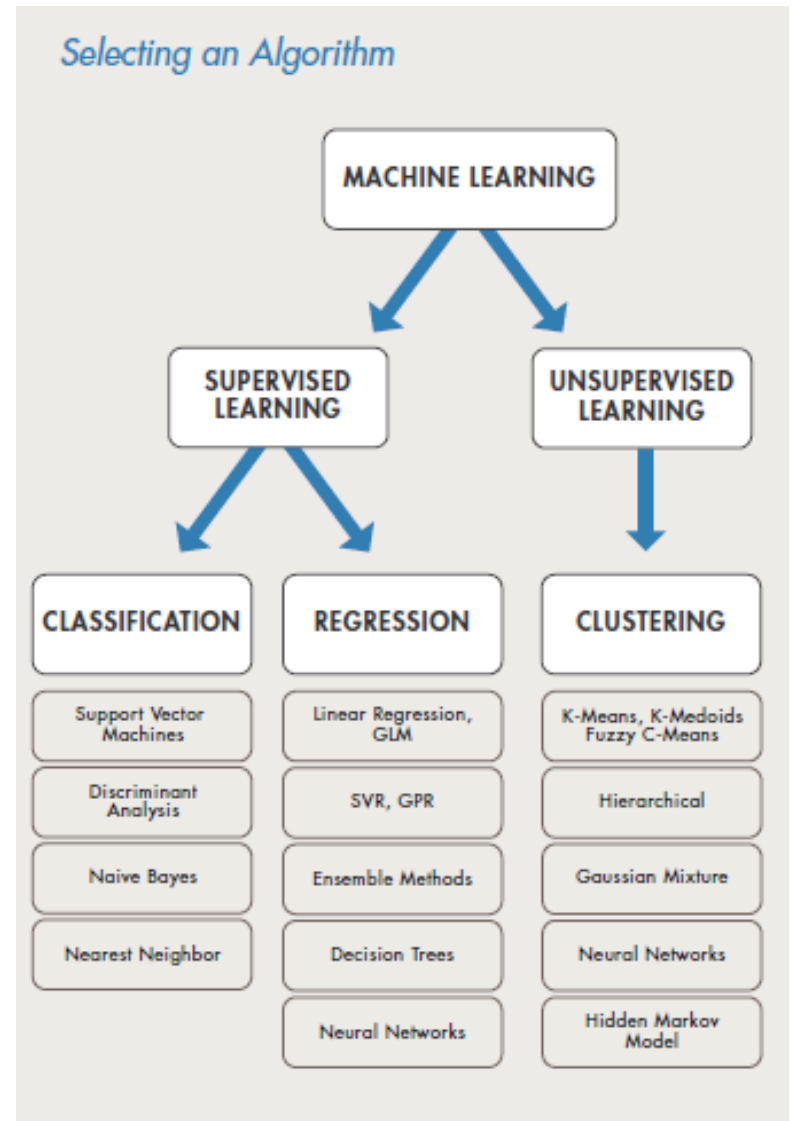 Selecting an Algorithm
MACHINE LEARNING
SUPERVISED
LEARNING
UNSUPERVISED
LEARNING
CLASSIFICATION
REGRESSION
CLUSTERING
Support Vector
Machines
Discriminant
Analysis
Naive Bayes
Nearest Neighbor
Linear Regression,
GLM
SVR, GPR
Ensemble Methods
Decision Trees
Neural Networks
K-Means, K-Medoids
Fuzzy C-Means
Hierarchical
Gaussian Mixture
Neural Networks
Hidden Markov
Model